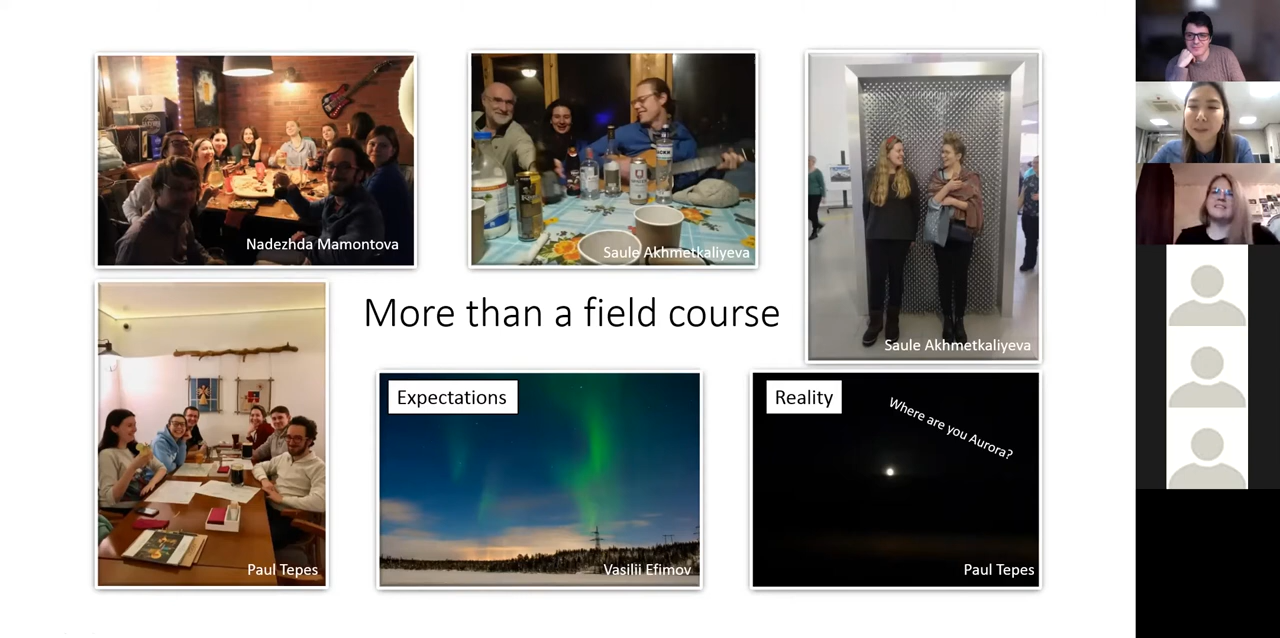 Nadezhda Mamontova
Saule Akhmetkaliyeva
Saule Akhmetkaliyeva
More than a field course
Paul Tepes
Expectations
Vasilii Efimov
Reality
Where are you Aurora?
Paul Tepes